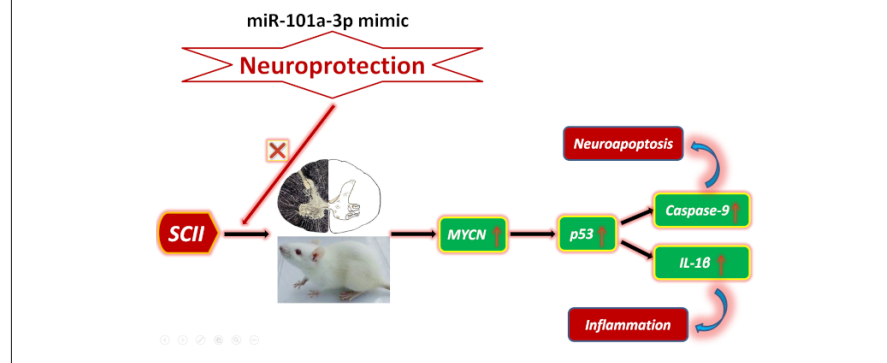 miR-101a-3p mimic
Neuroprotection
Neuroapoptosis
SCII
MYCN
p53
Caspase-9
IL-1β
Inflammation